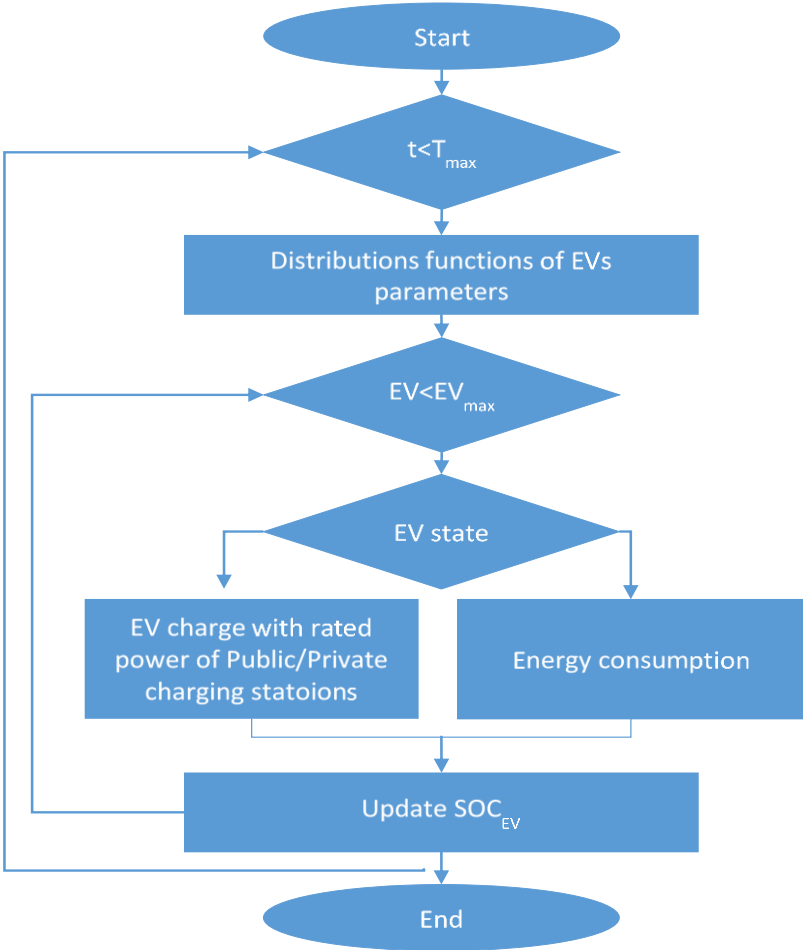 Start
t<Tmax
Distributions functions of EVs
parameters
EV<EVmax
EV state
EV charge with rated
power of Public/Private
charging statoions
Energy consumption
Update SOCEV
End